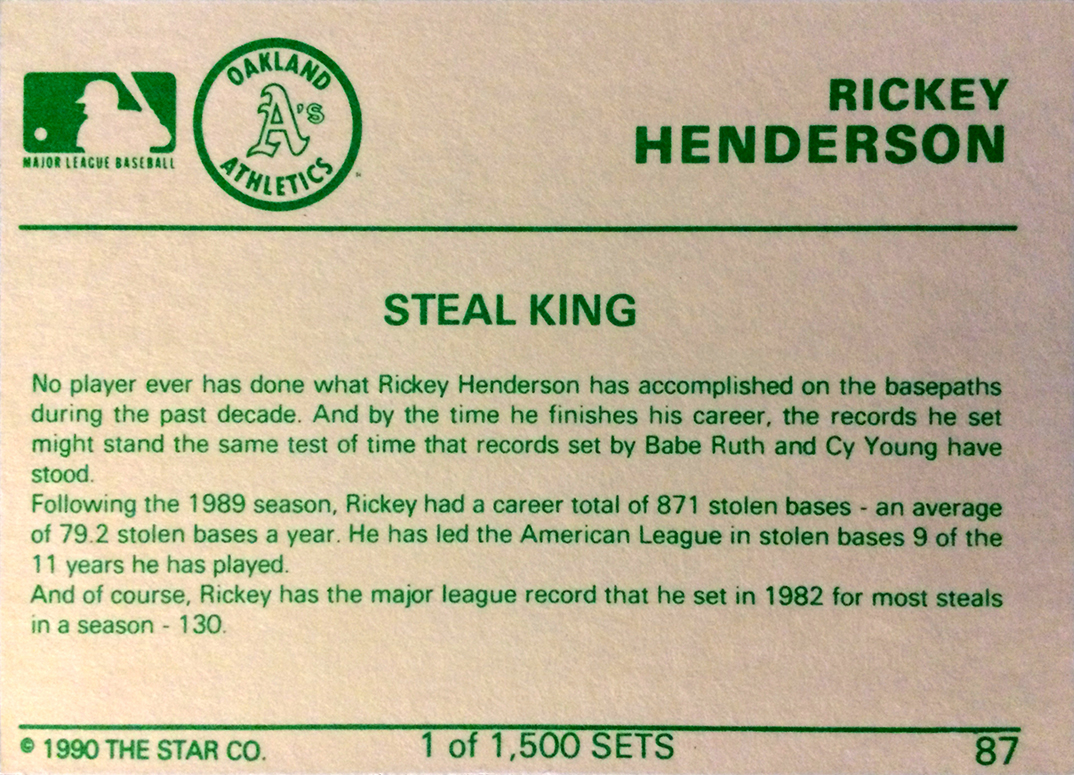 MAJOR LEAGUE BASEBALL
OAKLAND
A's
ATHLETICS
RICKEY
HENDERSON
STEAL KING
No player ever has done what Rickey Henderson has accomplished on the basepaths
during the past decade. And by the time he finishes his career, the records he set
might stand the same test of time that records set by Babe Ruth and Cy Young have
stood.
Following the 1989 season, Rickey had a career total of 871 stolen bases - an average
of 79.2 stolen bases a year. He has led the American League in stolen bases 9 of the
11 years he has played.
And of course, Rickey has the major league record that he set in 1982 for most steals
in a season - 130.
© 1990 THE STAR CO.
1 of 1,500 SETS
87